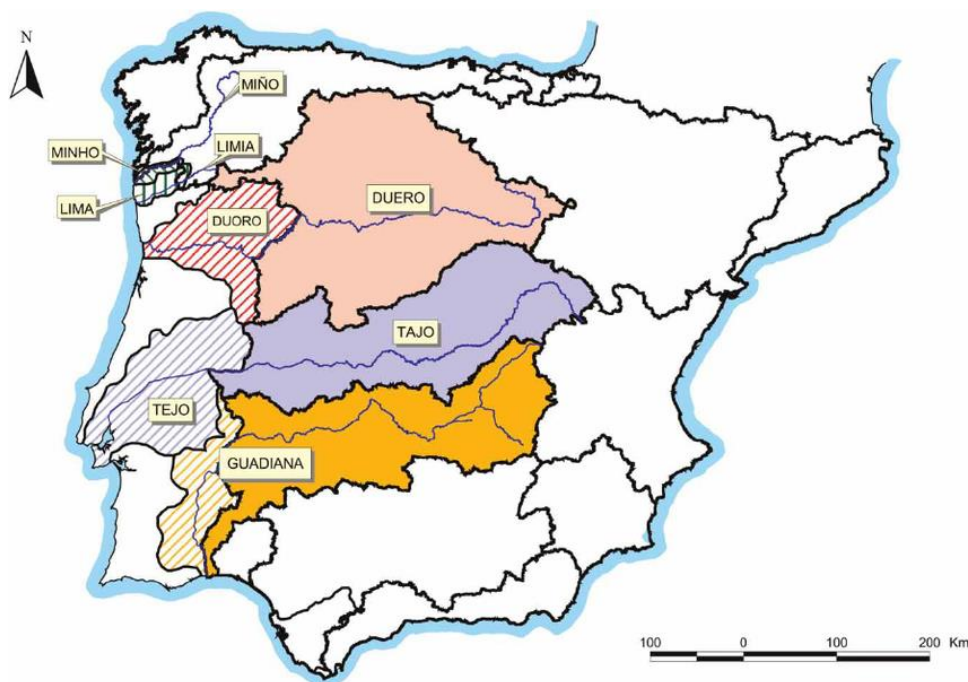 N
MIÑO
MINHO
LIMIA
LIMA
DUORO
DUERO
TAJO
TEJO
GUADIANA
100 0 100 200 Km